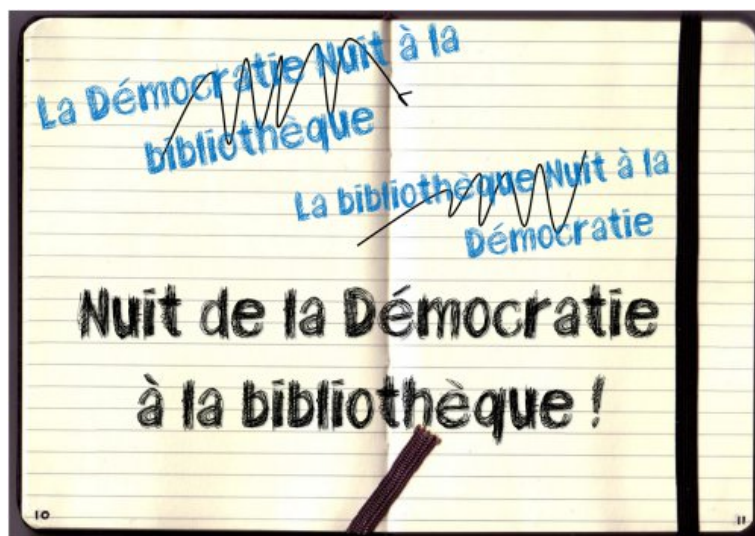 La Démocratie Nuit à la
bibliothèque
La bibliothèque Nuit à la
Démocratie
Nuit de la Démocratie
à la bibliothèque !
10
11